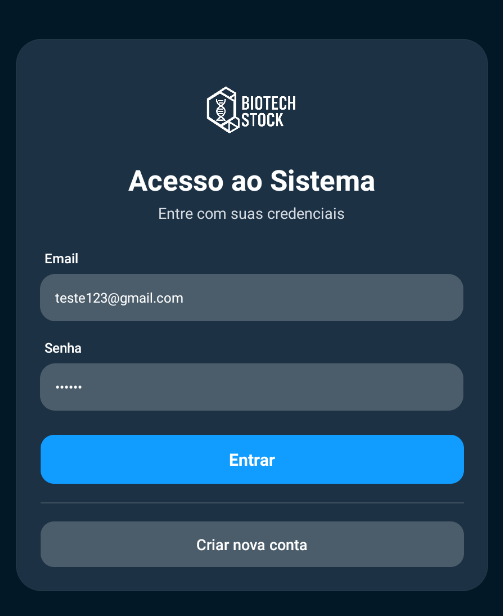 BIOTECH
STOCK
Acesso ao Sistema
Entre com suas credenciais
Email
teste123@gmail.com
Senha
••••••
Entrar
Criar nova conta